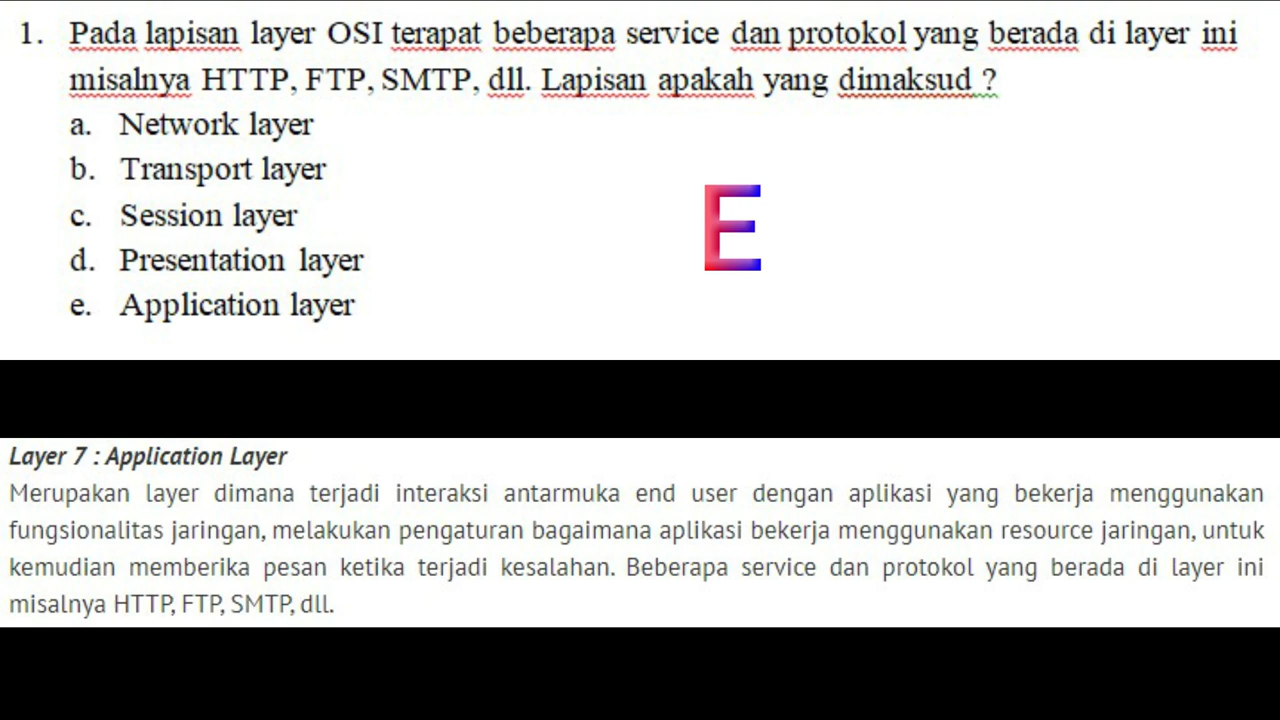 1. Pada lapisan layer OSI terapat beberapa service dan protokol yang berada di layer ini
misalnya HTTP, FTP, SMTP, dll. Lapisan apakah yang dimaksud ?
a. Network layer
b. Transport layer
c. Session layer
d. Presentation layer
e. Application layer
E
Layer 7 : Application Layer
Merupakan layer dimana terjadi interaksi antarmuka end user dengan aplikasi yang bekerja menggunakan
fungsionalitas jaringan, melakukan pengaturan bagaimana aplikasi bekerja menggunakan resource jaringan, untuk
kemudian memberika pesan ketika terjadi kesalahan. Beberapa service dan protokol yang berada di layer ini
misalnya HTTP, FTP, SMTP, dll.